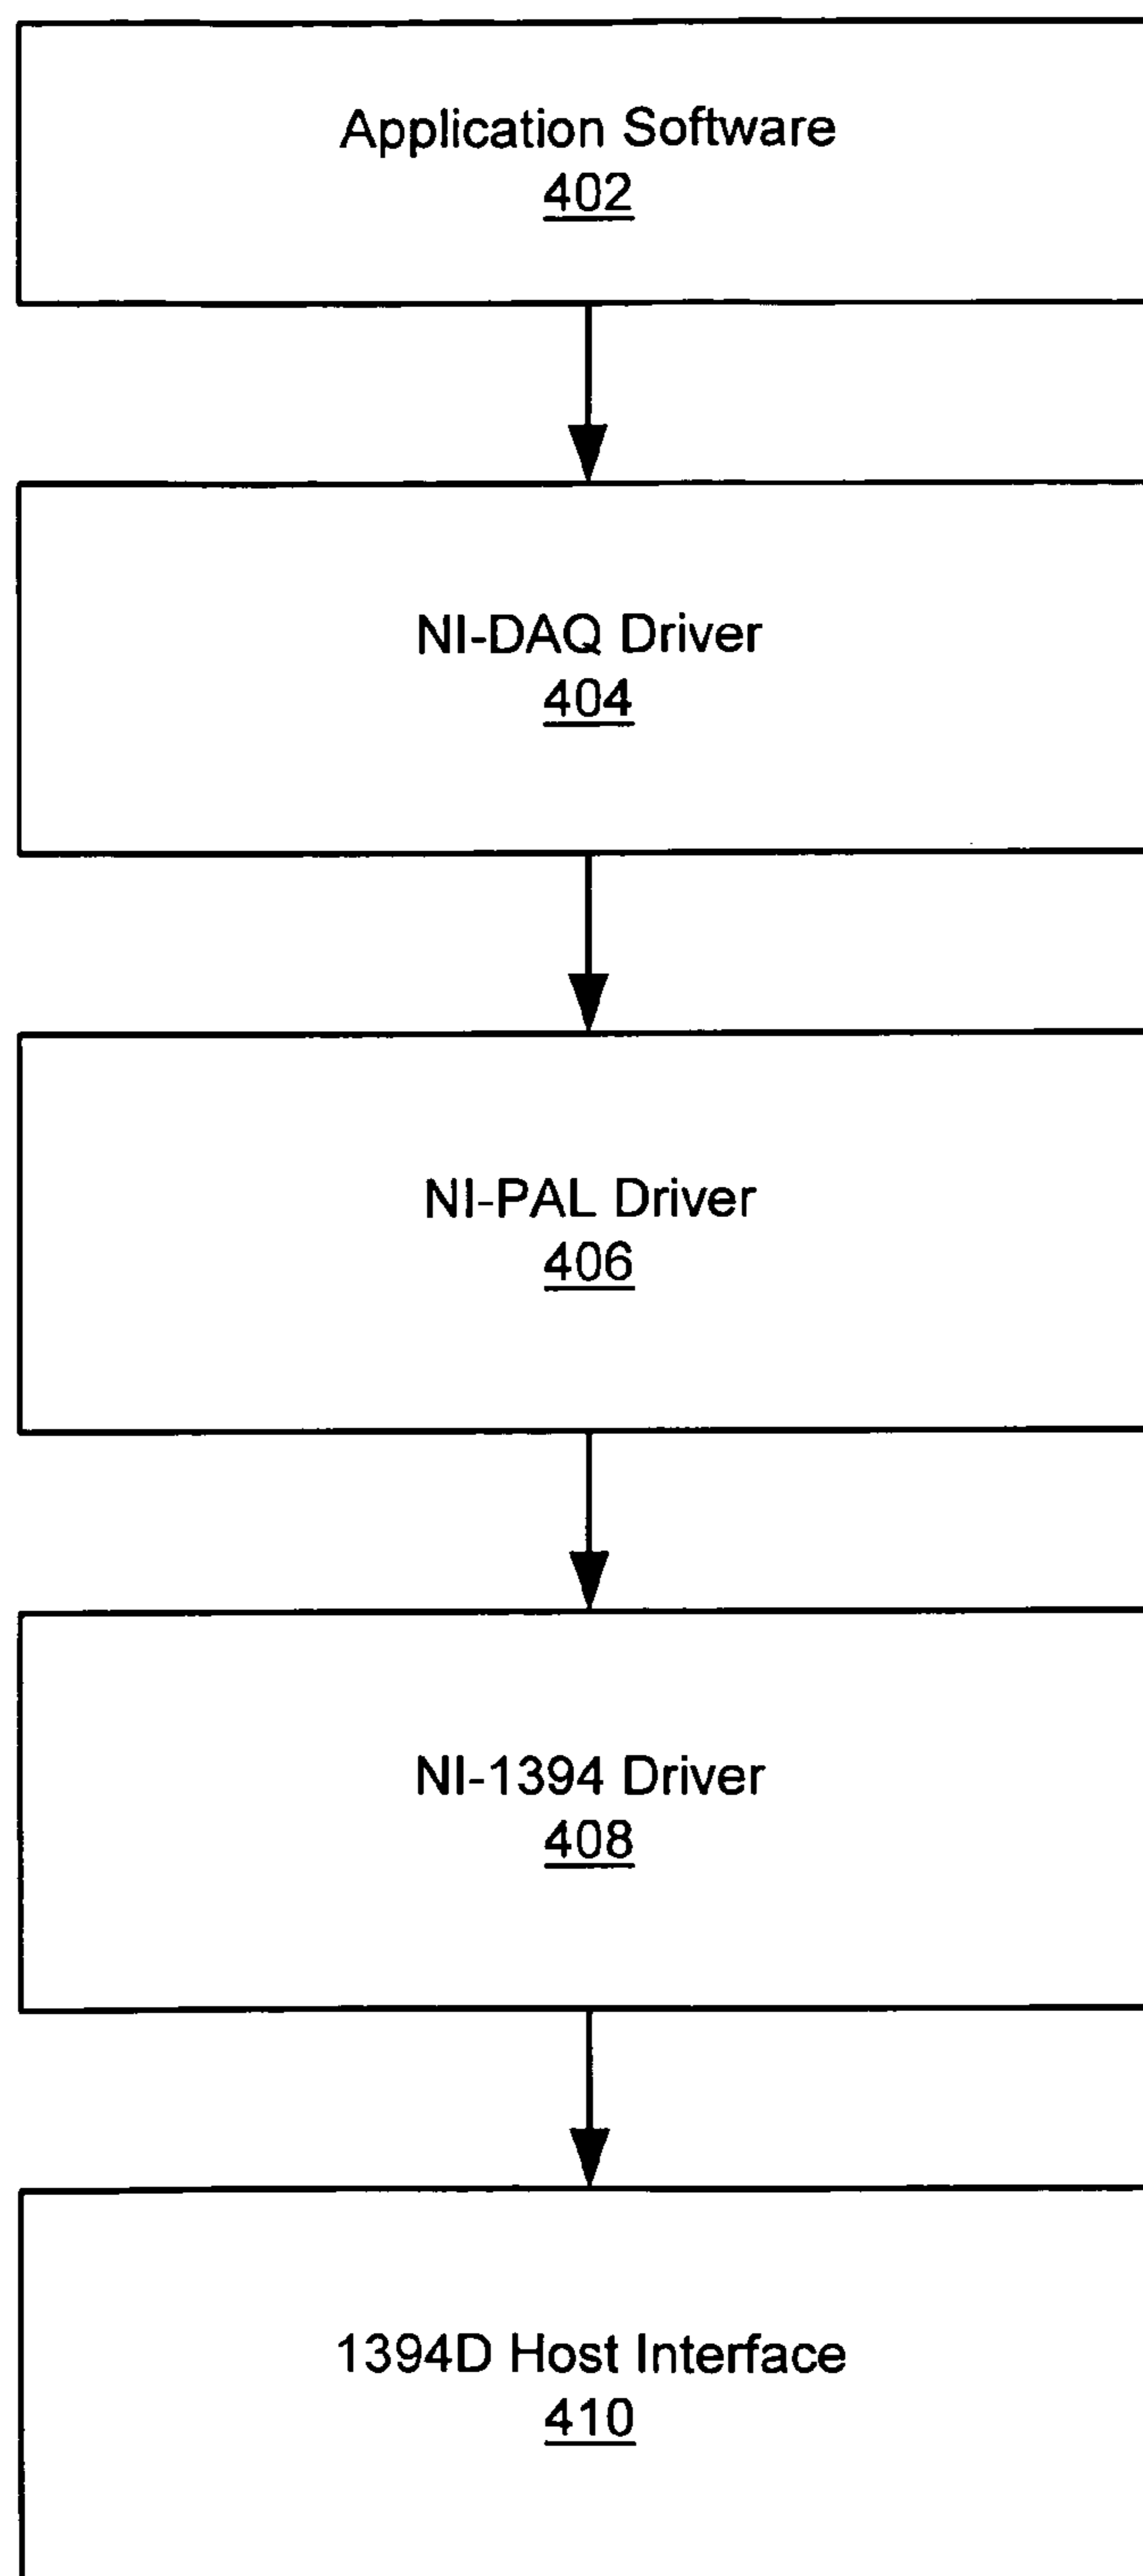 Application Software
402
NI-DAQ Driver
404
NI-PAL Driver
406
NI-1394 Driver
408
1394D Host Interface
410